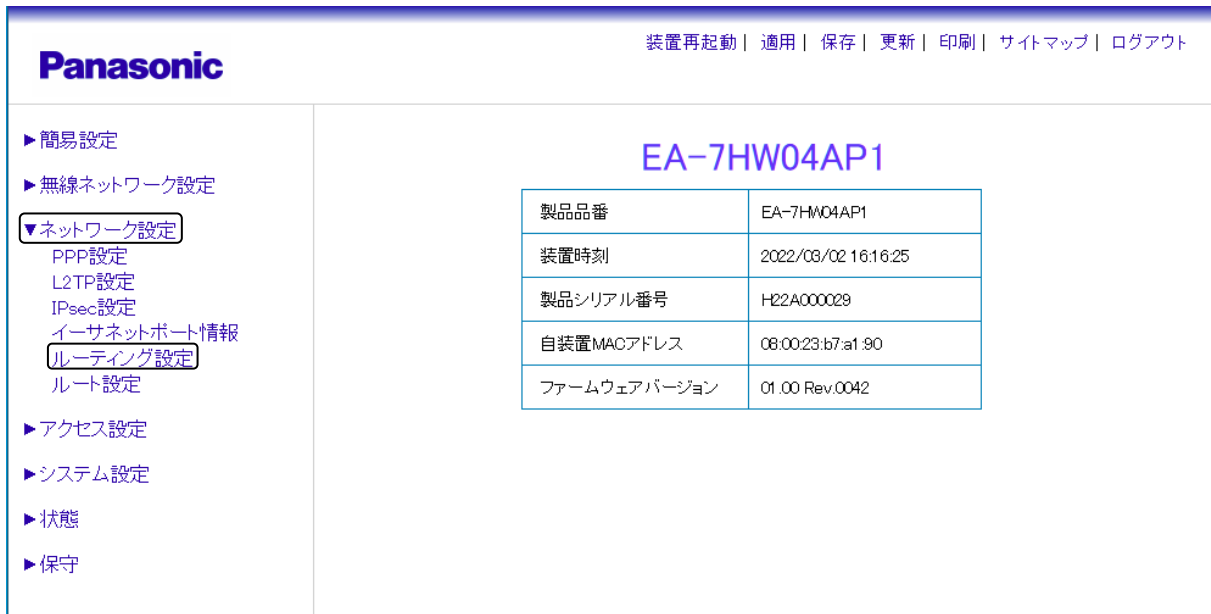 装置再起動| 適用| 保存| 更新| 印刷| サイトマップ| ログアウト
Panasonic
►簡易設定
►無線ネットワーク設定
▼ネットワーク設定
PPP設定
L2TP設定
IPsec設定
イーサネットポート情報
ルーティング設定
ルート設定
►アクセス設定
►システム設定
►状態
►保守
EA-7HW04AP1
製品品番 EA-7HW04AP1
装置時刻 2022/03/02 16:16:25
製品シリアル番号 H22A000029
自装置MACアドレス 08:00:23:b7:a1:90
ファームウェアバージョン 01.00 Rev.0042